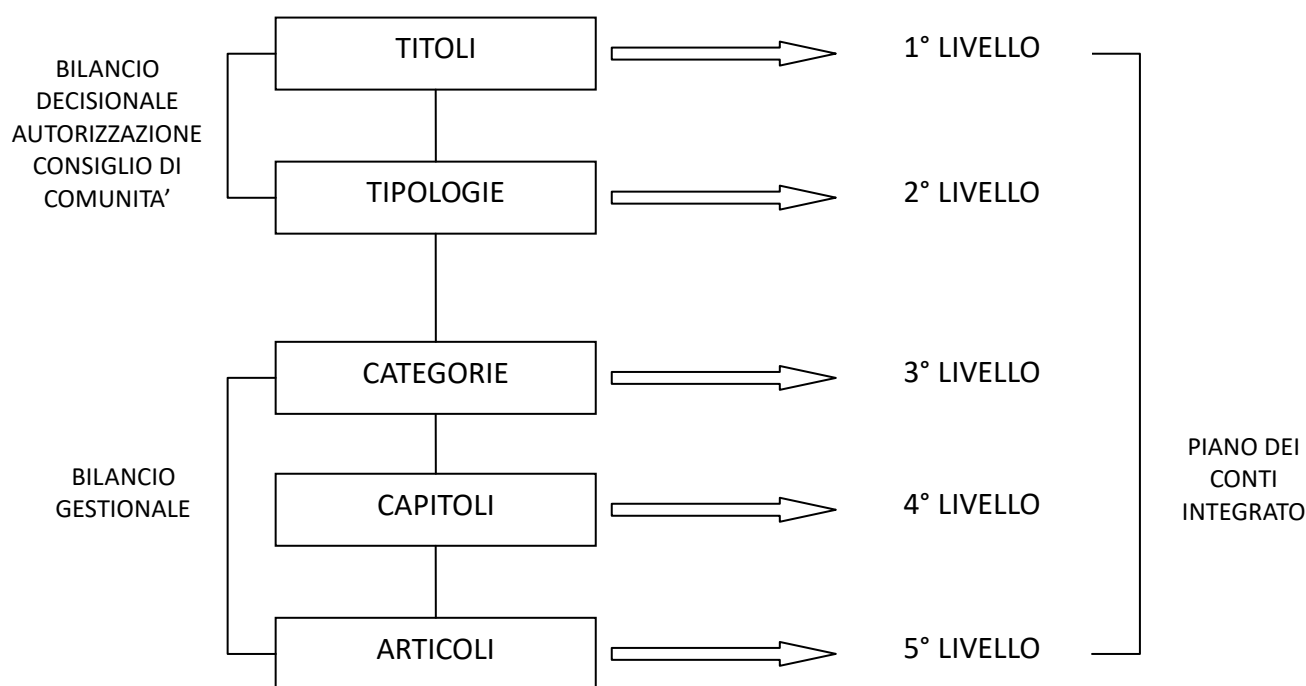 BILANCIO
DECISIONALE
AUTORIZZAZIONE
CONSIGLIO DI
COMUNITA’
TITOLI
1° LIVELLO
TIPOLOGIE
2° LIVELLO
CATEGORIE
3° LIVELLO
BILANCIO
GESTIONALE
CAPITOLI
4° LIVELLO
ARTICOLI
5° LIVELLO
PIANO DEI
CONTI
INTEGRATO